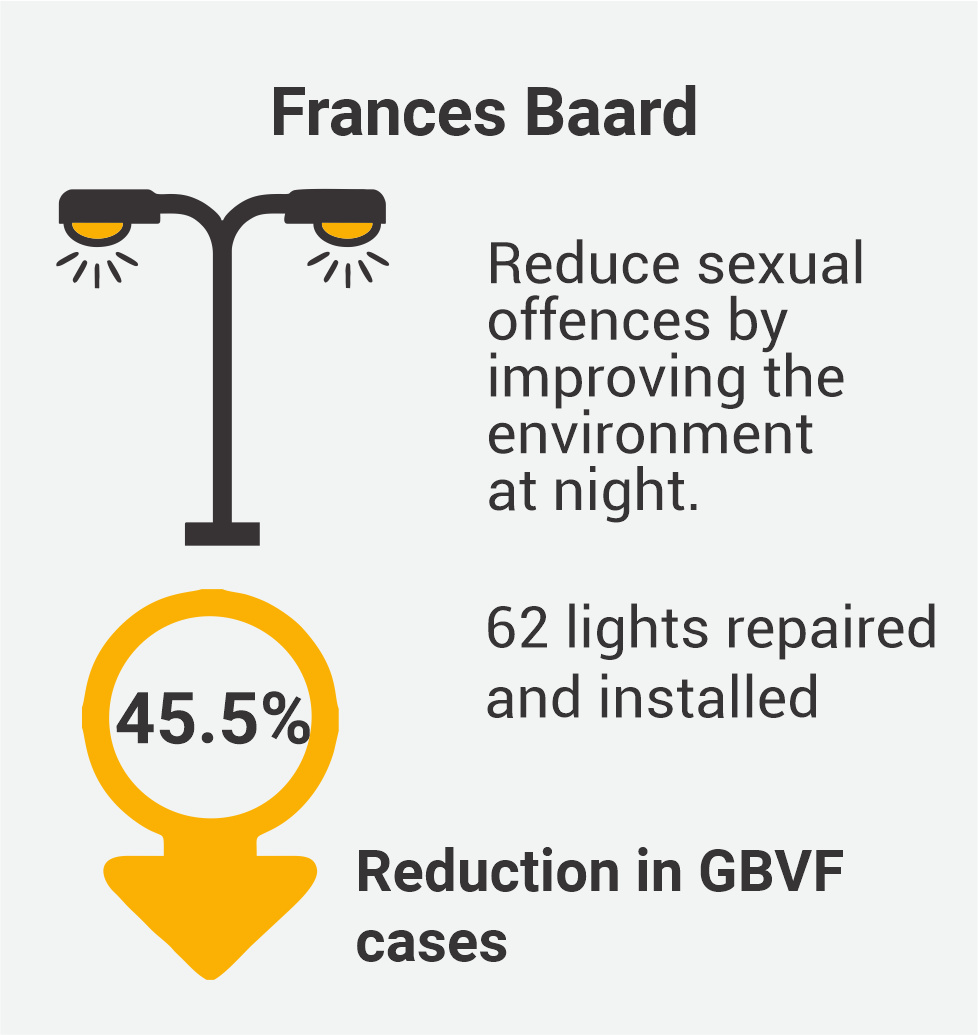 Frances Baard
Reduce sexual
offences by
improving the
environment
at night.
62 lights repaired
and installed
45.5%
Reduction in GBVF
cases